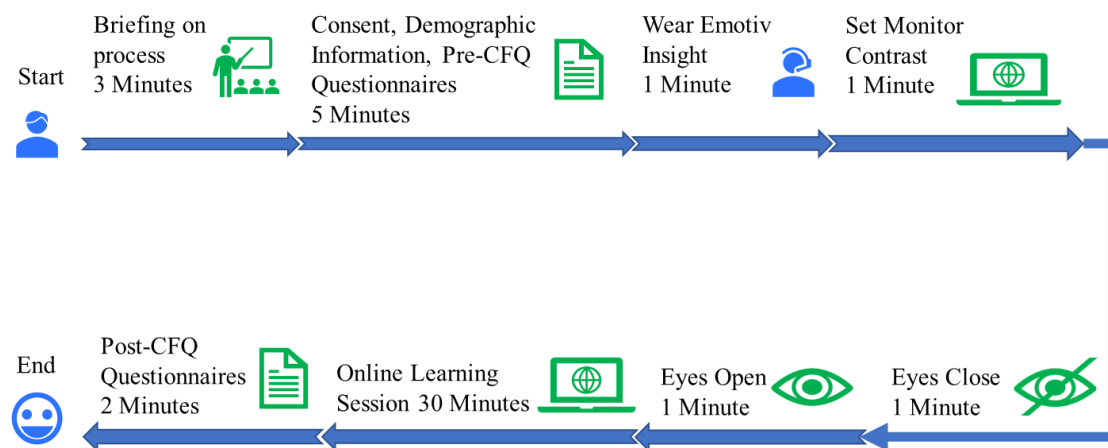 Start
Briefing on
process
3 Minutes
Consent, Demographic
Information, Pre-CFQ
Questionnaires
5 Minutes
Wear Emotiv
Insight
1 Minute
Set Monitor
Contrast
1 Minute
End
Post-CFQ
Questionnaires
2 Minutes
Online Learning
Session 30 Minutes
Eyes Open
1 Minute
Eyes Close
1 Minute